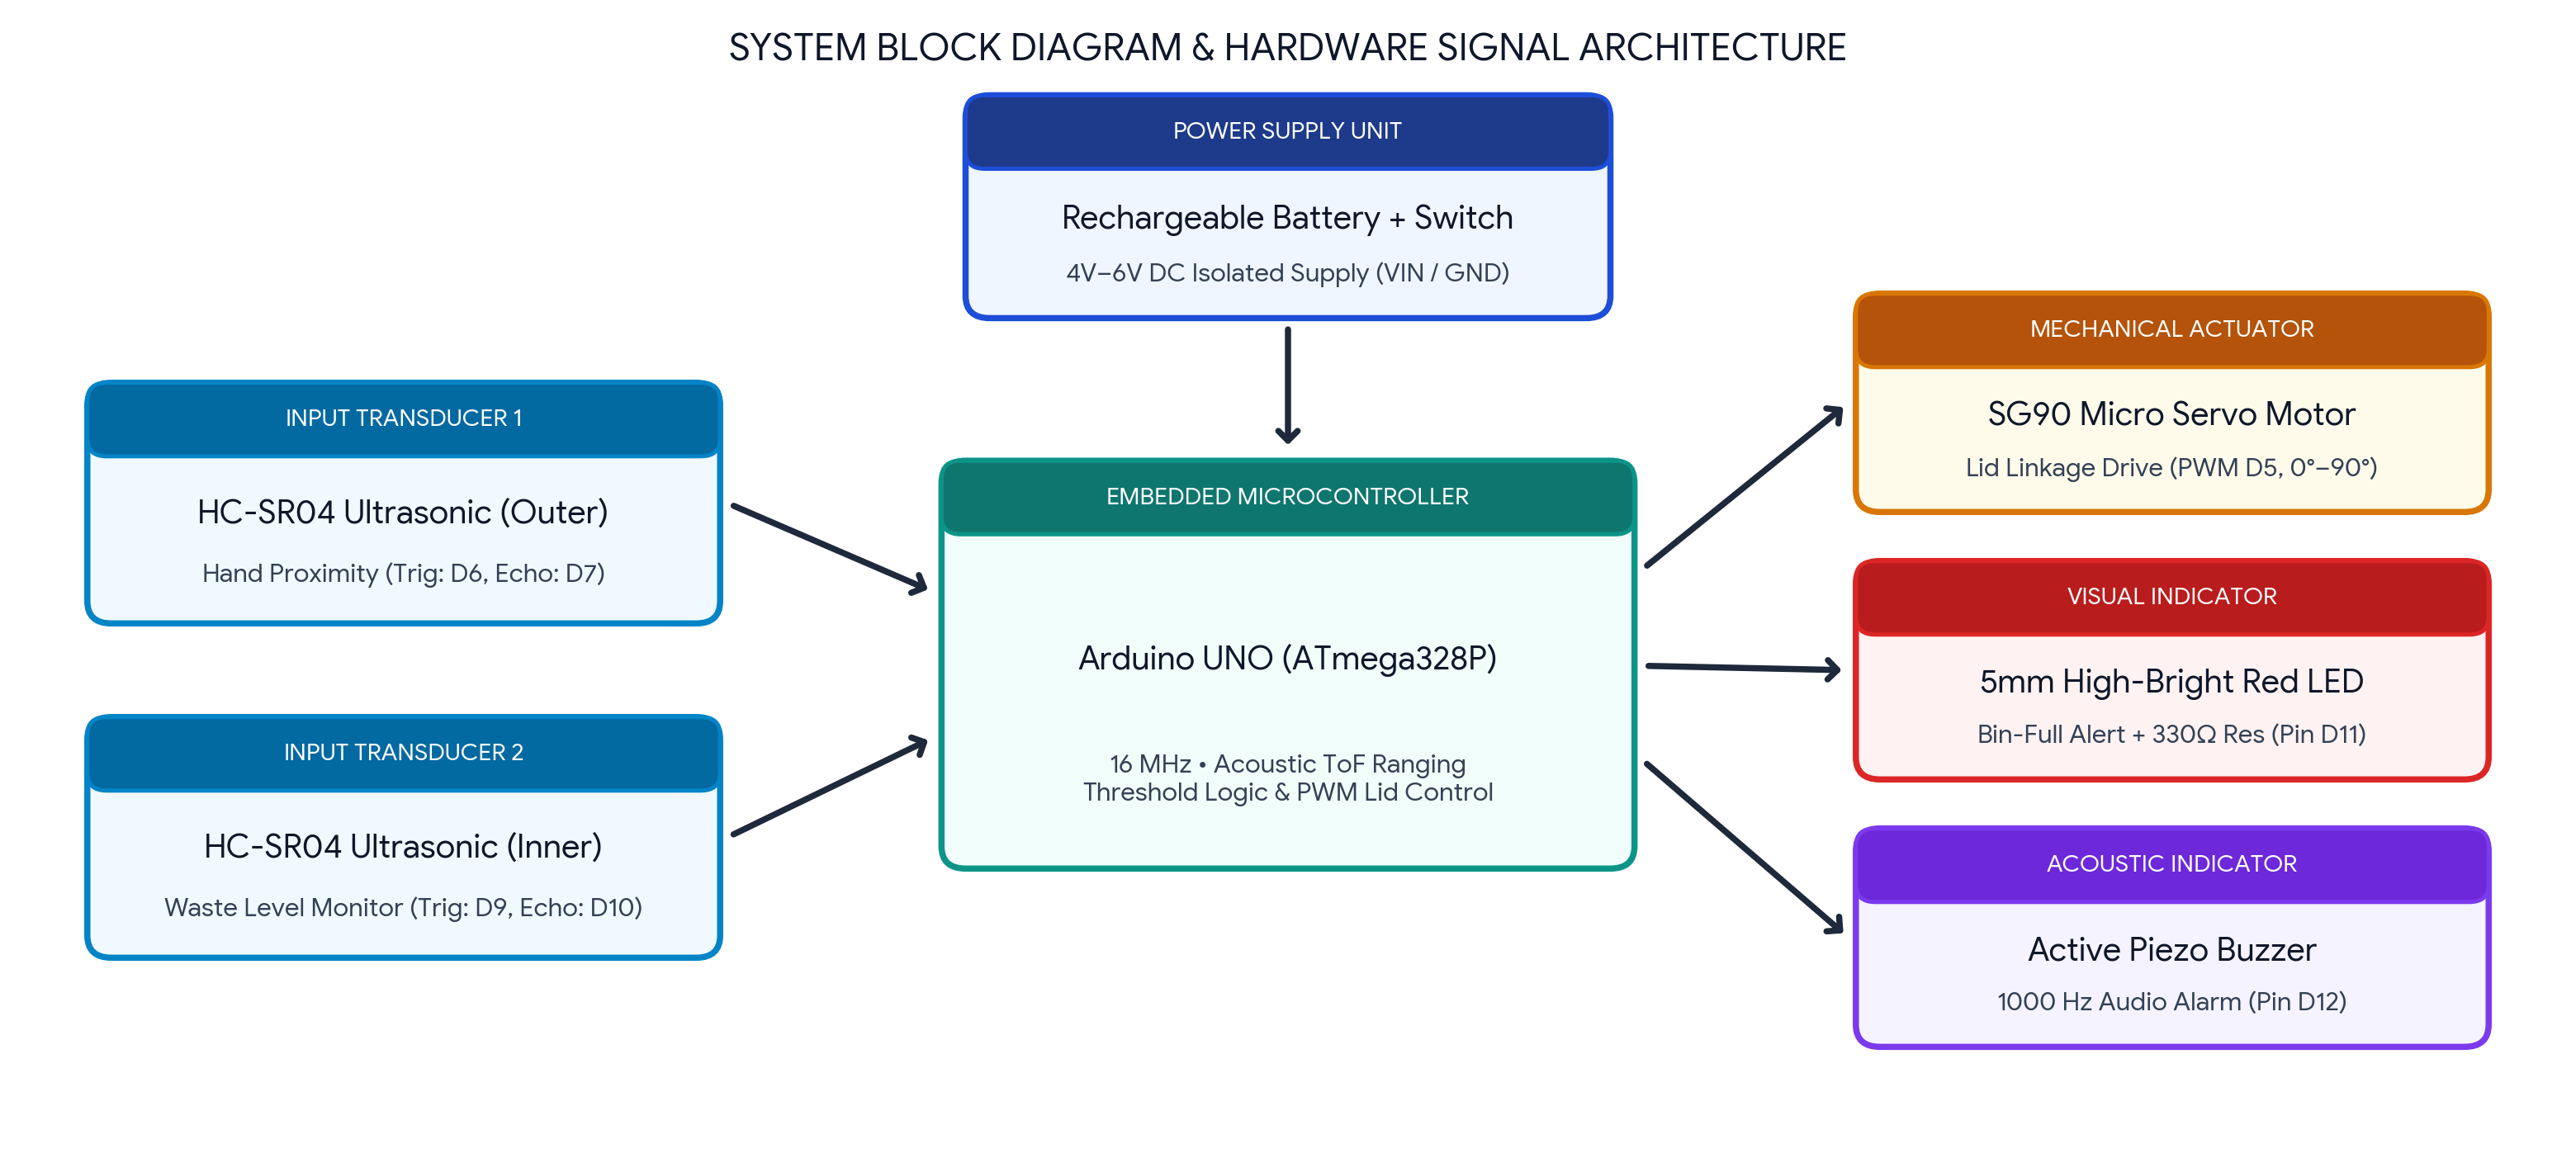 SYSTEM BLOCK DIAGRAM & HARDWARE SIGNAL ARCHITECTURE
POWER SUPPLY UNIT
Rechargeable Battery + Switch
4V–6V DC Isolated Supply (VIN / GND)
INPUT TRANSDUCER 1
HC-SR04 Ultrasonic (Outer)
Hand Proximity (Trig: D6, Echo: D7)
INPUT TRANSDUCER 2
HC-SR04 Ultrasonic (Inner)
Waste Level Monitor (Trig: D9, Echo: D10)
EMBEDDED MICROCONTROLLER
Arduino UNO (ATmega328P)
16 MHz • Acoustic ToF Ranging
Threshold Logic & PWM Lid Control
MECHANICAL ACTUATOR
SG90 Micro Servo Motor
Lid Linkage Drive (PWM D5, 0°–90°)
VISUAL INDICATOR
5mm High-Bright Red LED
Bin-Full Alert + 330Ω Res (Pin D11)
ACOUSTIC INDICATOR
Active Piezo Buzzer
1000 Hz Audio Alarm (Pin D12)